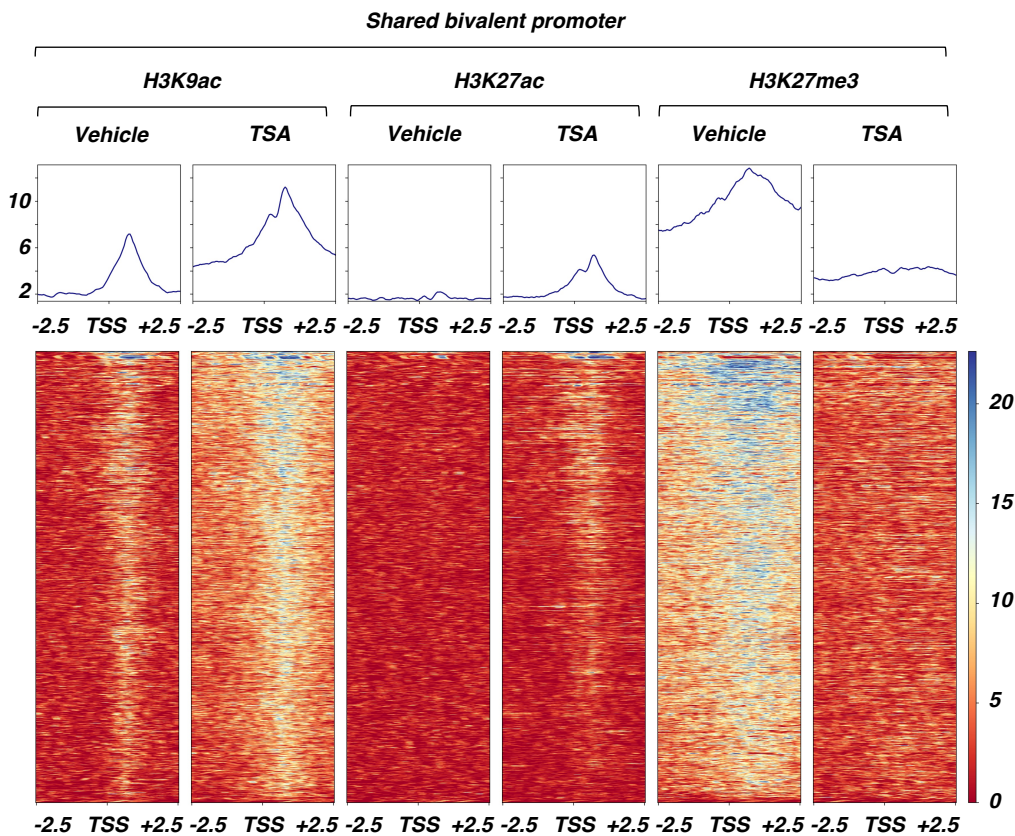 Shared bivalent promoter
H3K9ac H3K27ac H3K27me3
Vehicle TSA Vehicle TSA Vehicle TSA
10
6
2
-2.5 TSS +2.5 -2.5 TSS +2.5 -2.5 TSS +2.5 -2.5 TSS +2.5 -2.5 TSS +2.5 -2.5 TSS +2.5
20
15
10
5
0
-2.5 TSS +2.5 -2.5 TSS +2.5 -2.5 TSS +2.5 -2.5 TSS +2.5 -2.5 TSS +2.5 -2.5 TSS +2.5